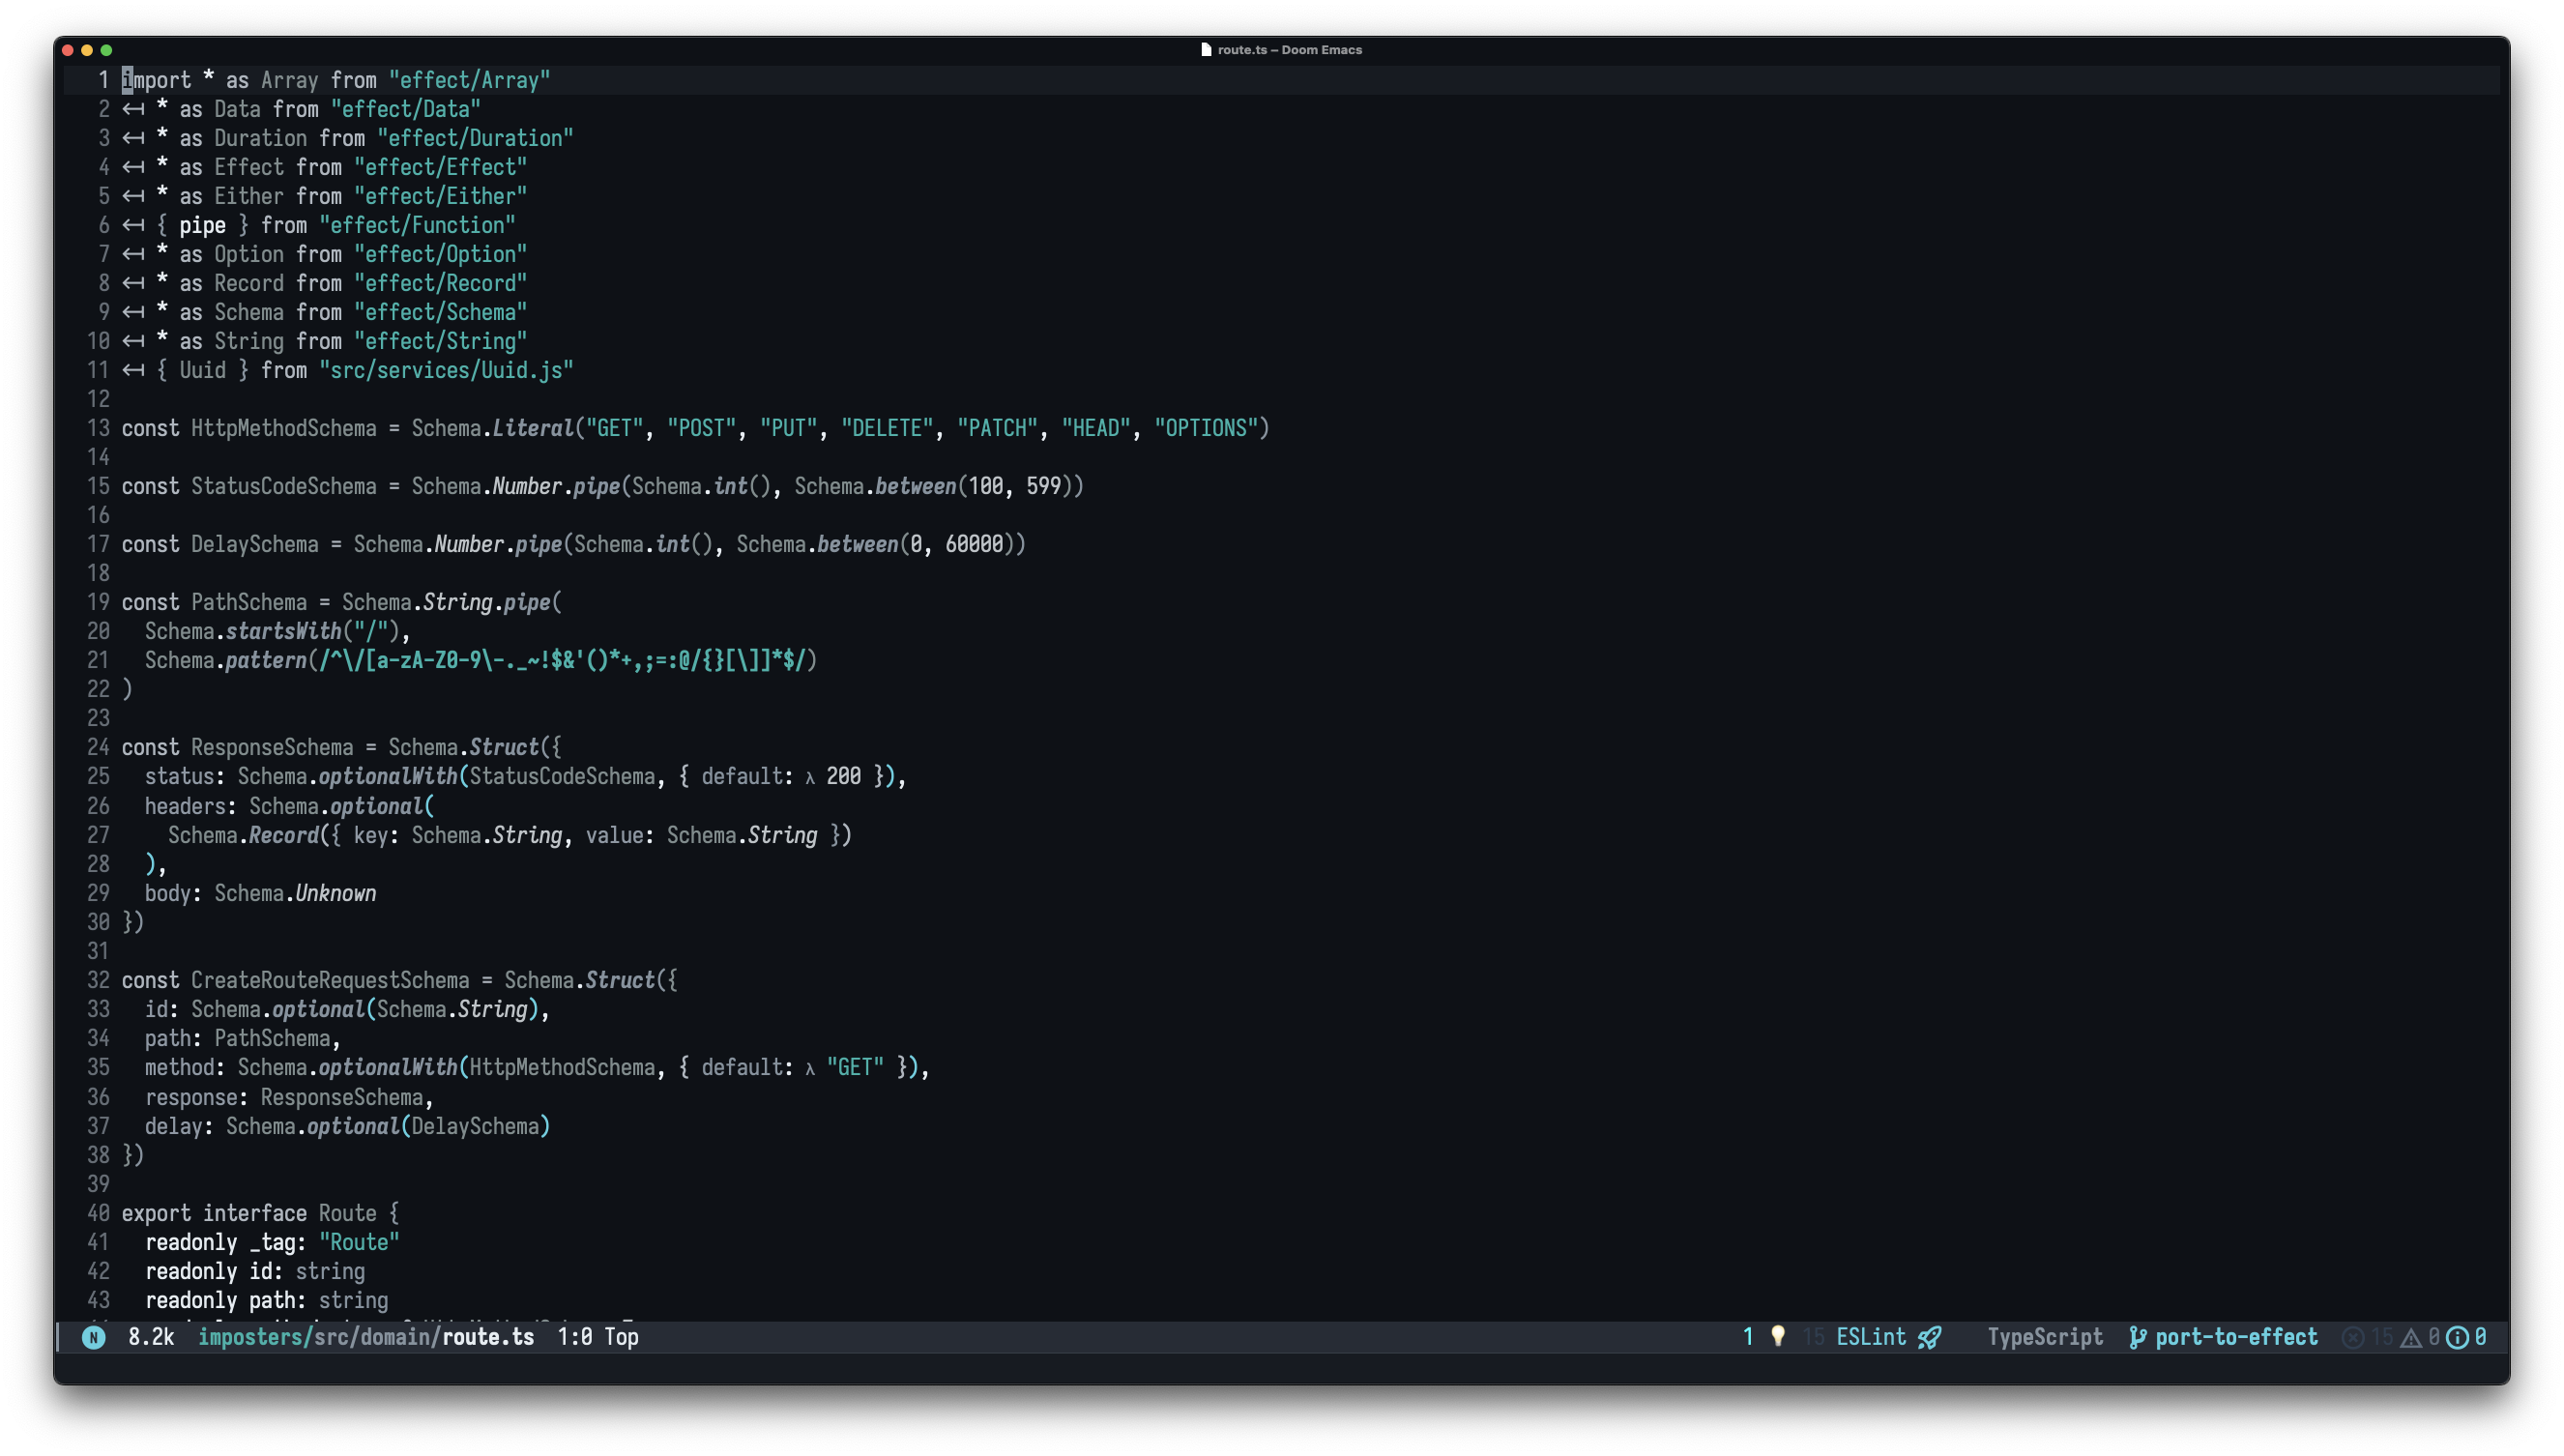 route.ts – Doom Emacs
1 import * as Array from "effect/Array"
2 ↤ * as Data from "effect/Data"
3 ↤ * as Duration from "effect/Duration"
4 ↤ * as Effect from "effect/Effect"
5 ↤ * as Either from "effect/Either"
6 ↤ { pipe } from "effect/Function"
7 ↤ * as Option from "effect/Option"
8 ↤ * as Record from "effect/Record"
9 ↤ * as Schema from "effect/Schema"
10 ↤ * as String from "effect/String"
11 ↤ { Uuid } from "src/services/Uuid.js"
12
13 const HttpMethodSchema = Schema.Literal("GET", "POST", "PUT", "DELETE", "PATCH", "HEAD", "OPTIONS")
14
15 const StatusCodeSchema = Schema.Number.pipe(Schema.int(), Schema.between(100, 599))
16
17 const DelaySchema = Schema.Number.pipe(Schema.int(), Schema.between(0, 60000))
18
19 const PathSchema = Schema.String.pipe(
20   Schema.startsWith("/"),
21   Schema.pattern(/^\/[a-zA-Z0-9\-._~!$&'()*+,;=:@/{}[\]]*$/)
22 )
23
24 const ResponseSchema = Schema.Struct({
25   status: Schema.optionalWith(StatusCodeSchema, { default: λ 200 }),
26   headers: Schema.optional(
27     Schema.Record({ key: Schema.String, value: Schema.String })
28   ),
29   body: Schema.Unknown
30 })
31
32 const CreateRouteRequestSchema = Schema.Struct({
33   id: Schema.optional(Schema.String),
34   path: PathSchema,
35   method: Schema.optionalWith(HttpMethodSchema, { default: λ "GET" }),
36   response: ResponseSchema,
37   delay: Schema.optional(DelaySchema)
38 })
39
40 export interface Route {
41   readonly _tag: "Route"
42   readonly id: string
43   readonly path: string
N 8.2k imposters/src/domain/route.ts 1:0 Top 1 15 ESLint TypeScript port-to-effect 15 0 0